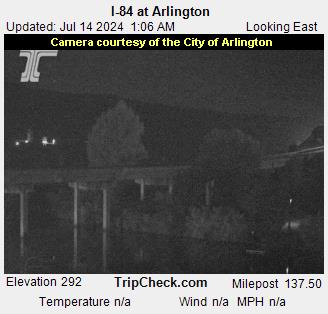 I-84 at Arlington
Updated: Jul 14 2024 1:06 AM Looking East
Camera courtesy of the City of Arlington
Elevation 292 TripCheck.com Milepost 137.50
Temperature n/a Wind n/a MPH n/a